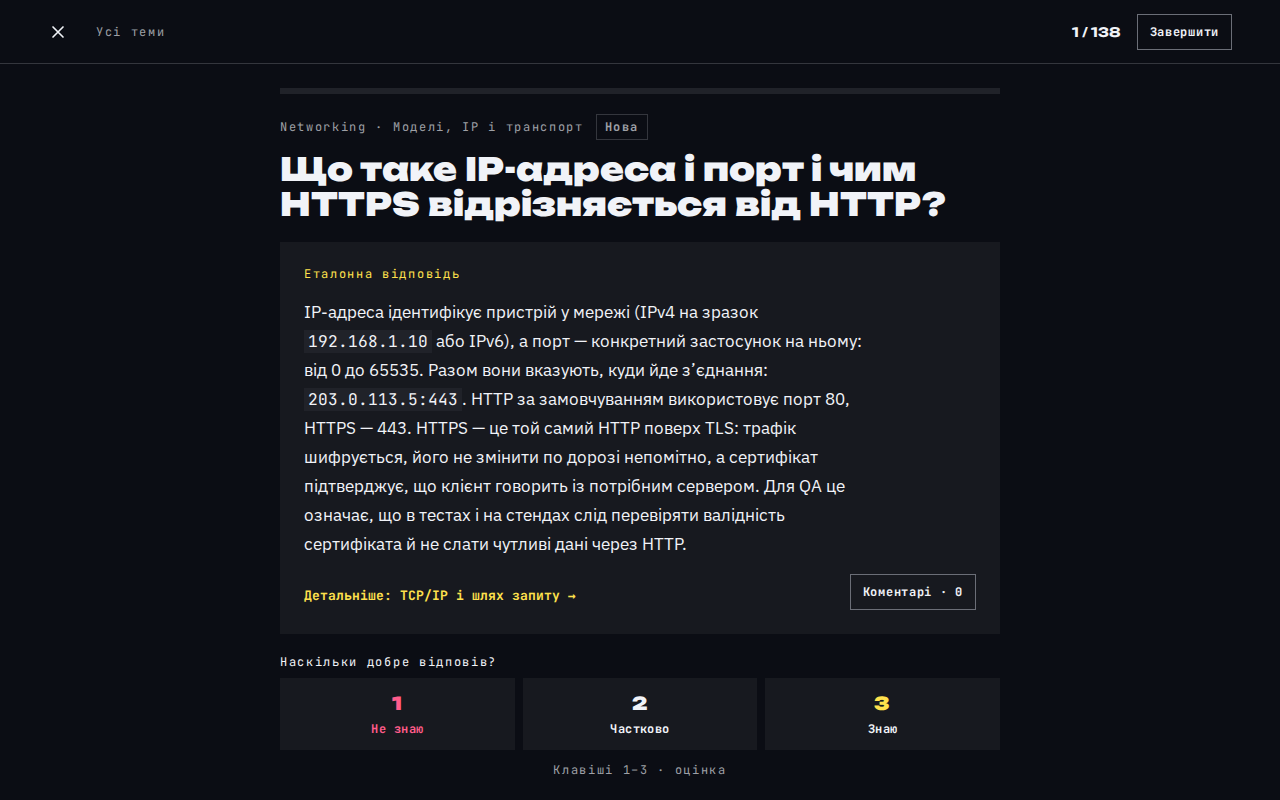 Усі теми
1/138
Завершити
Networking · Моделі, IP і транспорт
Нова
Що таке IP-адреса і порт і чим
HTTPS відрізняється від HTTP?
Еталонна відповідь
IP-адреса ідентифікує пристрій у мережі (IPv4 на зразок
192.168.1.10 або IPv6), а порт — конкретний застосунок на ньому:
від 0 до 65535. Разом вони вказують, куди йде з’єднання:
203.0.113.5:443. HTTP за замовчуванням використовує порт 80,
HTTPS — 443. HTTPS — це той самий HTTP поверх TLS: трафік
шифрується, його не змінити по дорозі непомітно, а сертифікат
підтверджує, що клієнт говорить із потрібним сервером. Для QA це
означає, що в тестах і на стендах слід перевіряти валідність
сертифіката й не слати чутливі дані через HTTP.
Детальніше: TCP/IP і шлях запиту →
Коментарі · 0
Наскільки добре відповів?
1
Не знаю
2
Частково
3
Знаю
Клавіші 1–3 · оцінка